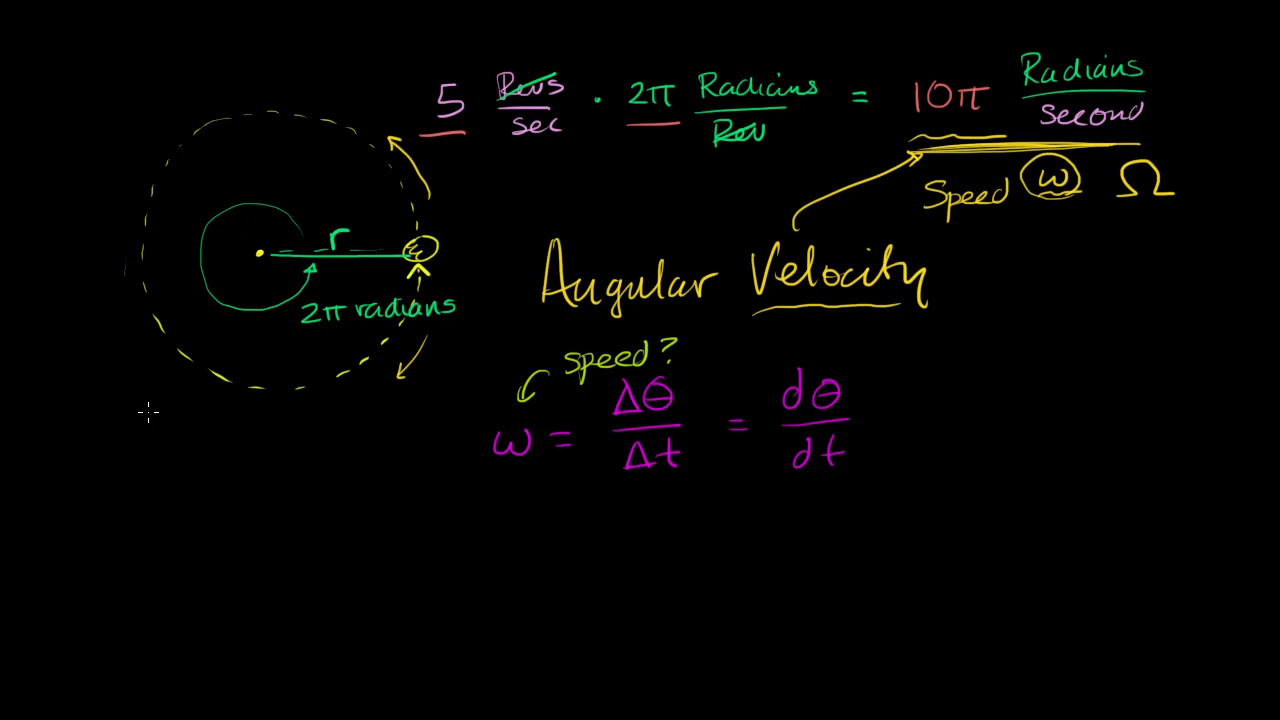 5 Revs/sec · 2π Radians/Rev = 10π Radians/Second
Speed ω Ω
r
2π radians
Angular Velocity
speed?
ω = Δθ/Δt = dθ/dt